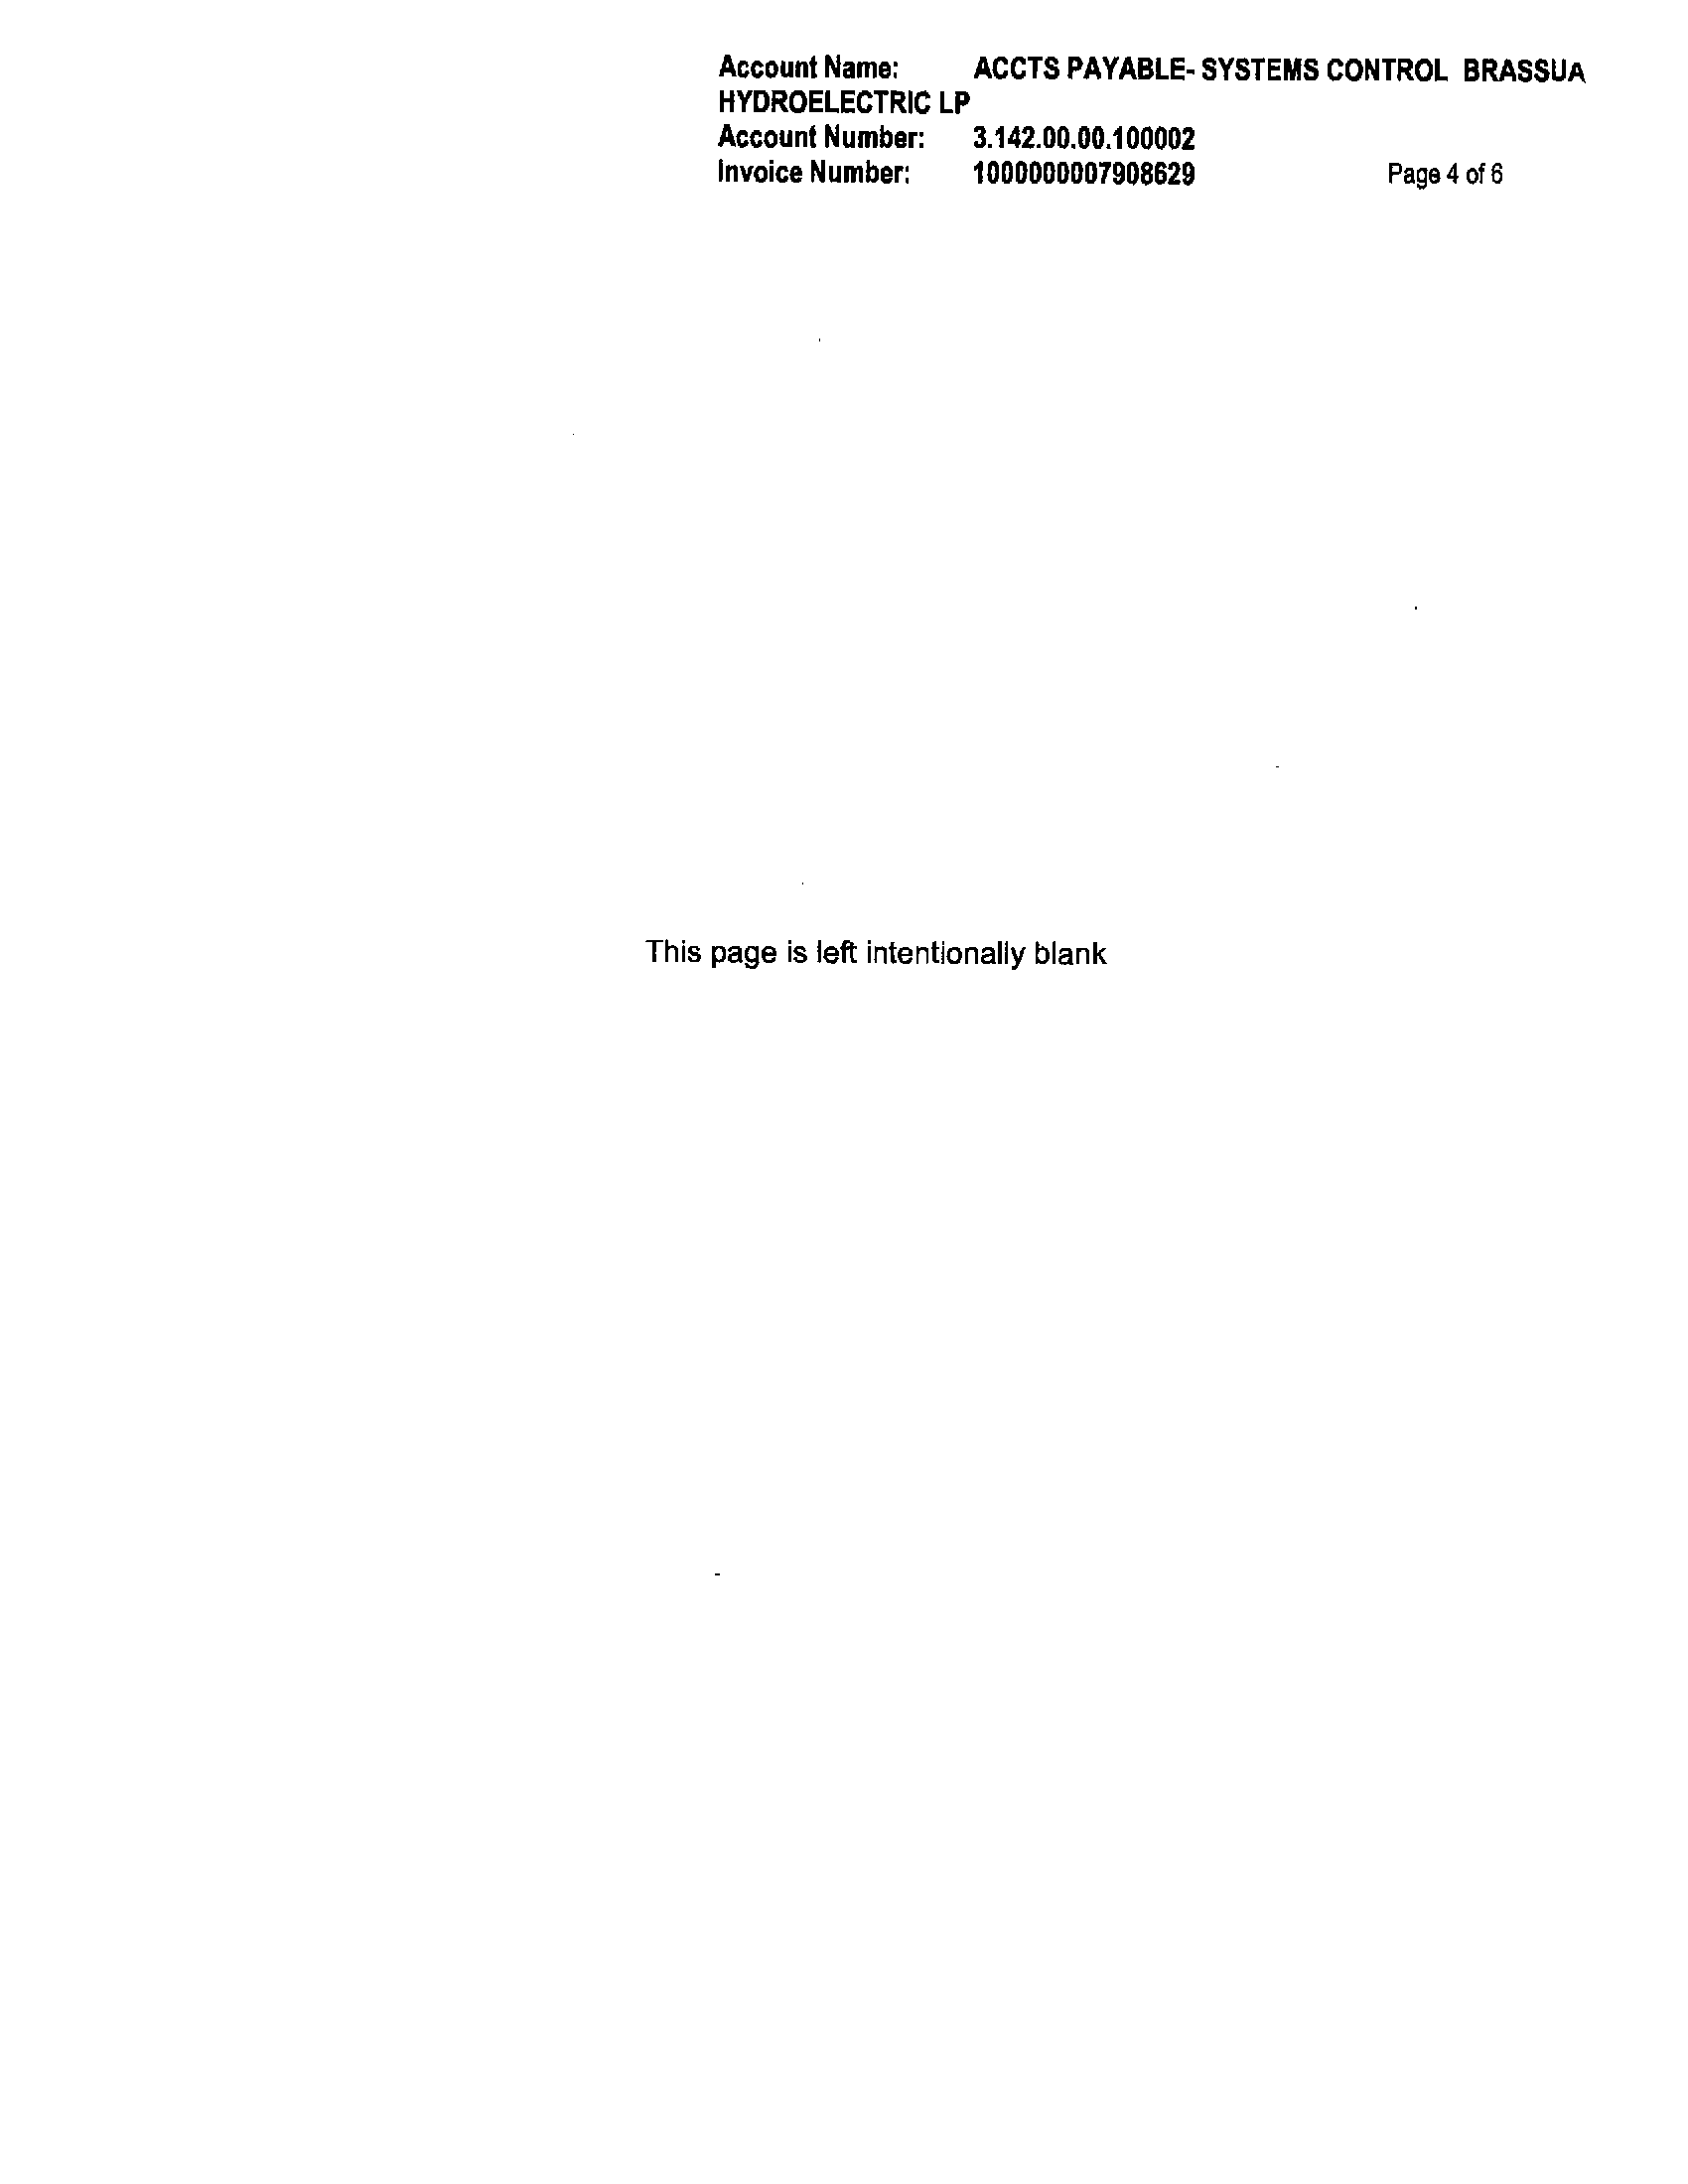 Account Name: ACCTS PAYABLE- SYSTEMS CONTROL BRASSUA
HYDROELECTRIC LP
Account Number: 3.142.00.00.100002
Invoice Number: 1000000007908629 Page 4 of 6
This page is left intentionally blank